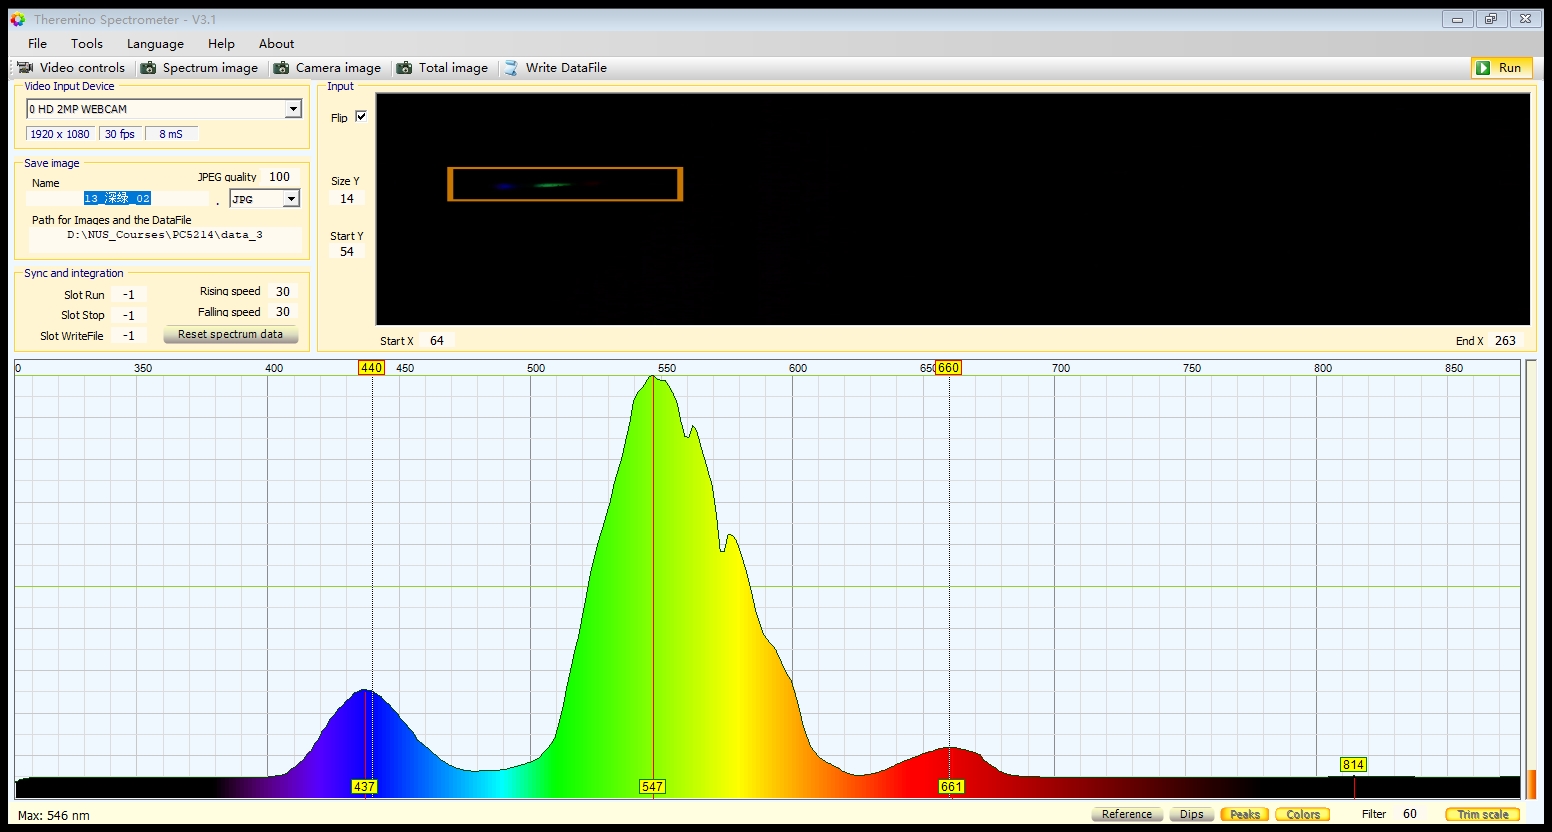 Theremino Spectrometer - V3.1
File Tools Language Help About
Video controls Spectrum image Camera image Total image Write DataFile Run
Video Input Device
0 HD 2MP WEBCAM
1920 x 1080 30 fps 8 mS
Save image
JPEG quality 100
Name
13_深绿_02 . JPG
Path for Images and the DataFile
D:\NUS_Courses\PC5214\data_3
Sync and integration
Slot Run -1 Rising speed 30
Slot Stop -1 Falling speed 30
Slot WriteFile -1 Reset spectrum data
Input
Flip
Size Y
14
Start Y
54
Start X 64 End X 263
0 350 400 440 450 500 550 600 650 660 700 750 800 850
814
437 547 661
Max: 546 nm Reference Dips Peaks Colors Filter 60 Trim scale